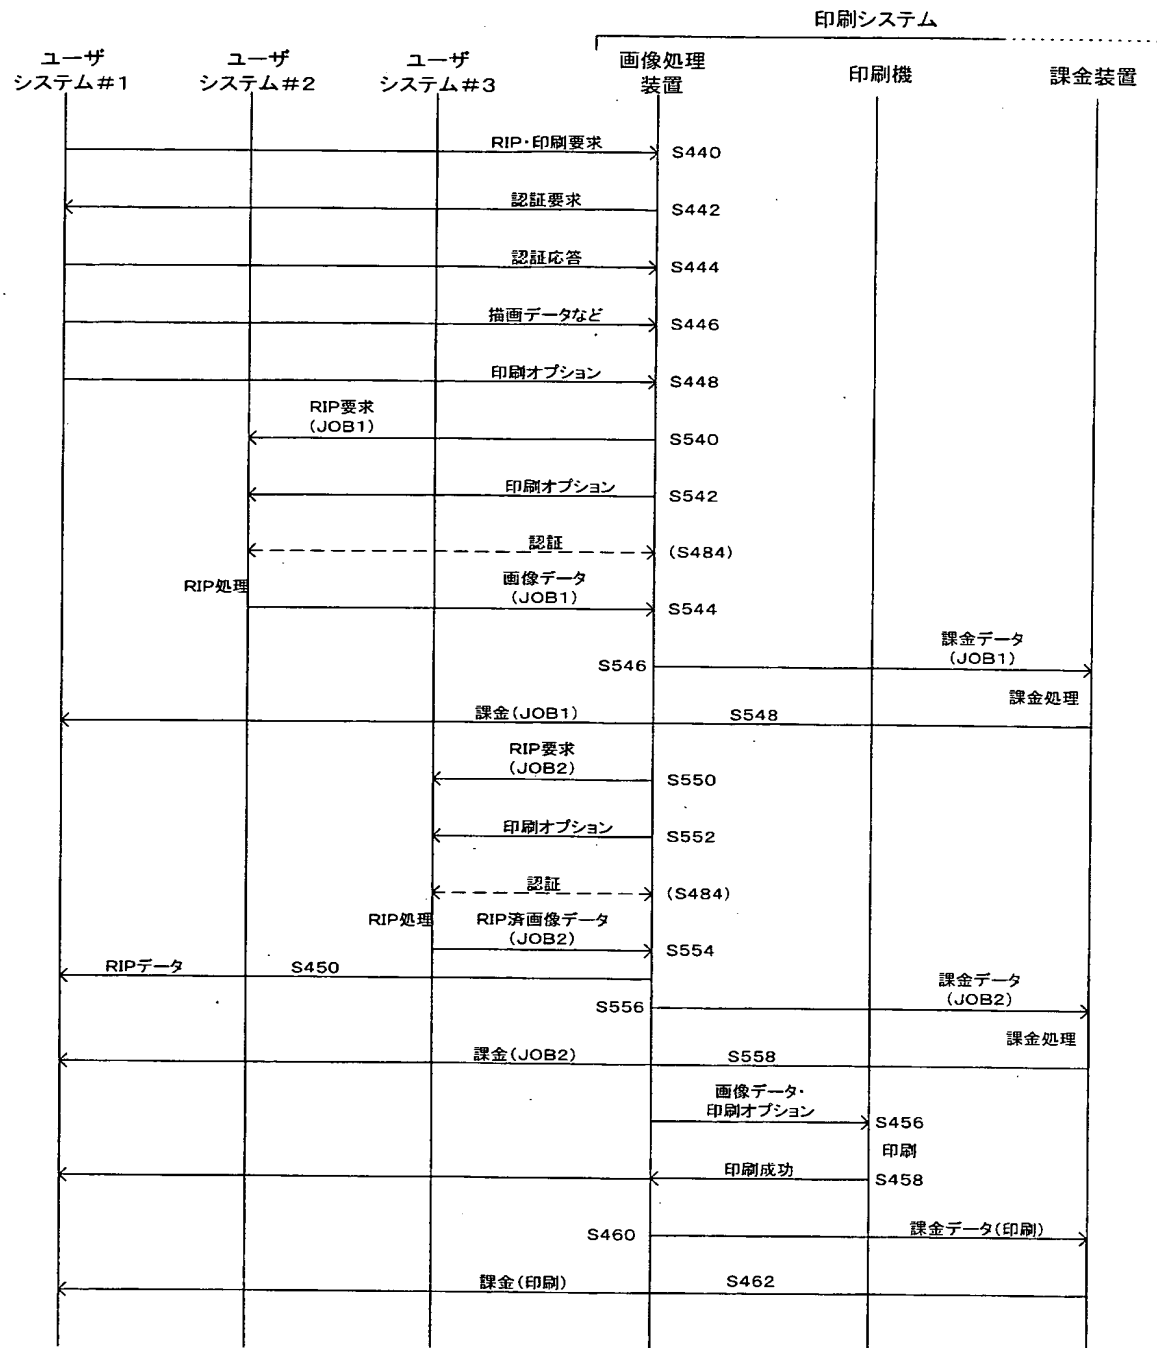 印刷システム
ユーザ
システム#1
ユーザ
システム#2
ユーザ
システム#3
画像処理
装置
印刷機
課金装置
RIP・印刷要求
S440
認証要求
S442
認証応答
S444
描画データなど
S446
印刷オプション
S448
RIP要求
(JOB1)
S540
印刷オプション
S542
認証
(S484)
RIP処理
画像データ
(JOB1)
S544
課金データ
(JOB1)
S546
課金処理
課金(JOB1)
S548
RIP要求
(JOB2)
S550
印刷オプション
S552
認証
(S484)
RIP処理
RIP済画像データ
(JOB2)
S554
RIPデータ
S450
課金データ
(JOB2)
S556
課金処理
課金(JOB2)
S558
画像データ・
印刷オプション
S456
印刷
印刷成功
S458
S460
課金データ(印刷)
課金(印刷)
S462